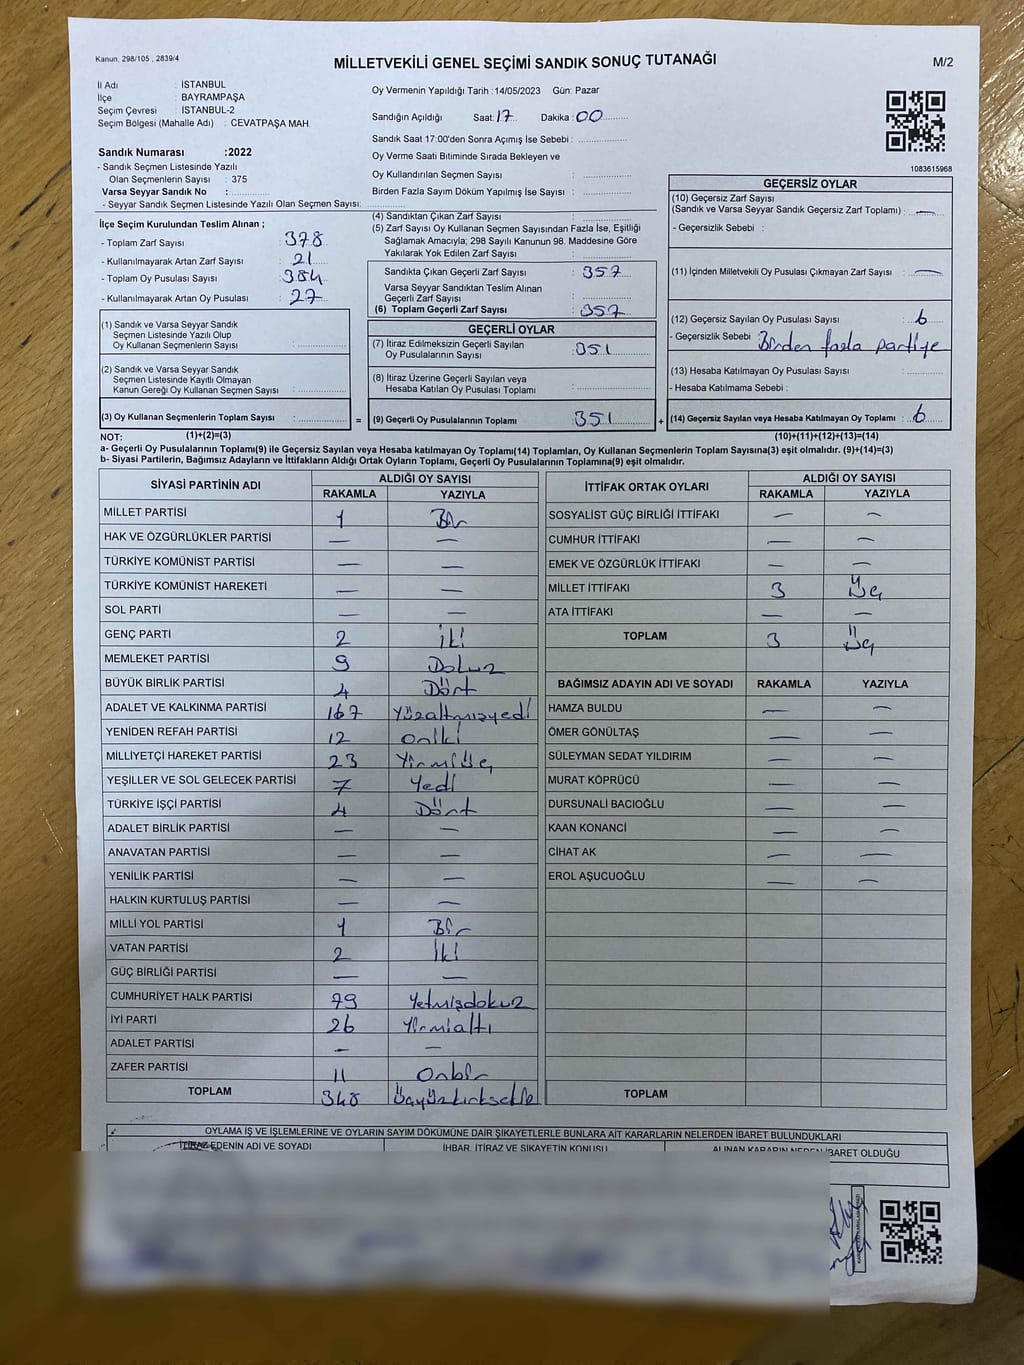 Kanun, 298/105 , 2839/4
MİLLETVEKİLİ GENEL SEÇİMİ SANDIK SONUÇ TUTANAĞI
M/2
İl Adı : İSTANBUL
İlçe : BAYRAMPAŞA
Seçim Çevresi : İSTANBUL-2
Seçim Bölgesi (Mahalle Adı) : CEVATPAŞA MAH.
Sandık Numarası :2022
- Sandık Seçmen Listesinde Yazılı
Olan Seçmenlerin Sayısı : 375
Varsa Seyyar Sandık No :
- Seyyar Sandık Seçmen Listesinde Yazılı Olan Seçmen Sayısı:
Oy Vermenin Yapıldığı Tarih :14/05/2023 Gün: Pazar
Sandığın Açıldığı Saat: 17 Dakika : 00
Sandık Saat 17:00'den Sonra Açımış İse Sebebi :
Oy Verme Saati Bitiminde Sırada Bekleyen ve
Oy Kullandırılan Seçmen Sayısı :
Birden Fazla Sayım Döküm Yapılmış İse Sayısı :
1083615968
İlçe Seçim Kurulundan Teslim Alınan ;
- Toplam Zarf Sayısı : 378
- Kullanılmayarak Artan Zarf Sayısı : 21
- Toplam Oy Pusulası Sayısı : 384
- Kullanılmayarak Artan Oy Pusulası : 27
(4) Sandıktan Çıkan Zarf Sayısı :
(5) Zarf Sayısı Oy Kullanan Seçmen Sayısından Fazla İse, Eşitliği
Sağlamak Amacıyla; 298 Sayılı Kanunun 98. Maddesine Göre
Yakılarak Yok Edilen Zarf Sayısı :
Sandıkta Çıkan Geçerli Zarf Sayısı : 357
Varsa Seyyar Sandıktan Teslim Alınan
Geçerli Zarf Sayısı :
(6) Toplam Geçerli Zarf Sayısı : 357
GEÇERSİZ OYLAR
(10) Geçersiz Zarf Sayısı
(Sandık ve Varsa Seyyar Sandık Geçersiz Zarf Toplamı) : —
- Geçersizlik Sebebi :
(11) İçinden Milletvekili Oy Pusulası Çıkmayan Zarf Sayısı : —
(12) Geçersiz Sayılan Oy Pusulası Sayısı : 6
- Geçersizlik Sebebi : Birden fazla partiye
(13) Hesaba Katılmayan Oy Pusulası Sayısı :
- Hesaba Katılmama Sebebi :
(1) Sandık ve Varsa Seyyar Sandık
Seçmen Listesinde Yazılı Olup
Oy Kullanan Seçmenlerin Sayısı :
(2) Sandık ve Varsa Seyyar Sandık
Seçmen Listesinde Kayıtlı Olmayan
Kanun Gereği Oy Kullanan Seçmen Sayısı :
GEÇERLİ OYLAR
(7) İtiraz Edilmeksizin Geçerli Sayılan
Oy Pusulalarının Sayısı : 351
(8) İtiraz Üzerine Geçerli Sayılan veya
Hesaba Katılan Oy Pusulası Toplamı :
(3) Oy Kullanan Seçmenlerin Toplam Sayısı : = (9) Geçerli Oy Pusulalarının Toplamı : 351 + (14) Geçersiz Sayılan veya Hesaba Katılmayan Oy Toplamı : 6
NOT: (1)+(2)=(3) (10)+(11)+(12)+(13)=(14)
a- Geçerli Oy Pusulalarının Toplamı(9) ile Geçersiz Sayılan veya Hesaba katılmayan Oy Toplamı(14) Toplamları, Oy Kullanan Seçmenlerin Toplam Sayısına(3) eşit olmalıdır. (9)+(14)=(3)
b- Siyasi Partilerin, Bağımsız Adayların ve İttifakların Aldığı Ortak Oyların Toplamı, Geçerli Oy Pusulalarının Toplamına(9) eşit olmalıdır.
SİYASİ PARTİNİN ADI ALDIĞI OY SAYISI
RAKAMLA YAZIYLA
MİLLET PARTİSİ 1 Bir
HAK VE ÖZGÜRLÜKLER PARTİSİ — —
TÜRKİYE KOMÜNİST PARTİSİ — —
TÜRKİYE KOMÜNİST HAREKETİ — —
SOL PARTİ — —
GENÇ PARTİ 2 İki
MEMLEKET PARTİSİ 9 Dokuz
BÜYÜK BİRLİK PARTİSİ 4 Dört
ADALET VE KALKINMA PARTİSİ 167 Yüzaltmışyedi
YENİDEN REFAH PARTİSİ 12 oniki
MİLLİYETÇİ HAREKET PARTİSİ 23 Yirmiüç
YEŞİLLER VE SOL GELECEK PARTİSİ 7 Yedi
TÜRKİYE İŞÇİ PARTİSİ 4 Dört
ADALET BİRLİK PARTİSİ — —
ANAVATAN PARTİSİ — —
YENİLİK PARTİSİ — —
HALKIN KURTULUŞ PARTİSİ — —
MİLLİ YOL PARTİSİ 1 Bir
VATAN PARTİSİ 2 İki
GÜÇ BİRLİĞİ PARTİSİ — —
CUMHURİYET HALK PARTİSİ 79 Yetmişdokuz
İYİ PARTİ 26 Yirmialtı
ADALET PARTİSİ — —
ZAFER PARTİSİ 11 Onbir
TOPLAM 348 Üçyüzkırksekiz
İTTİFAK ORTAK OYLARI ALDIĞI OY SAYISI
RAKAMLA YAZIYLA
SOSYALİST GÜÇ BİRLİĞİ İTTİFAKI — —
CUMHUR İTTİFAKI — —
EMEK VE ÖZGÜRLÜK İTTİFAKI — —
MİLLET İTTİFAKI 3 Üç
ATA İTTİFAKI — —
TOPLAM 3 Üç
BAĞIMSIZ ADAYIN ADI VE SOYADI RAKAMLA YAZIYLA
HAMZA BULDU — —
ÖMER GÖNÜLTAŞ — —
SÜLEYMAN SEDAT YILDIRIM — —
MURAT KÖPRÜCÜ — —
DURSUNALİ BACIOĞLU — —
KAAN KONANCİ — —
CİHAT AK — —
EROL AŞUCUOĞLU — —
TOPLAM
OYLAMA İŞ VE İŞLEMLERİNE VE OYLARIN SAYIM DÖKÜMÜNE DAİR ŞİKAYETLERLE BUNLARA AİT KARARLARIN NELERDEN İBARET BULUNDUKLARI
İTİRAZ EDENİN ADI VE SOYADI İHBAR, İTİRAZ VE ŞİKAYETİN KONUSU ALINAN KARARIN NEDEN İBARET OLDUĞU